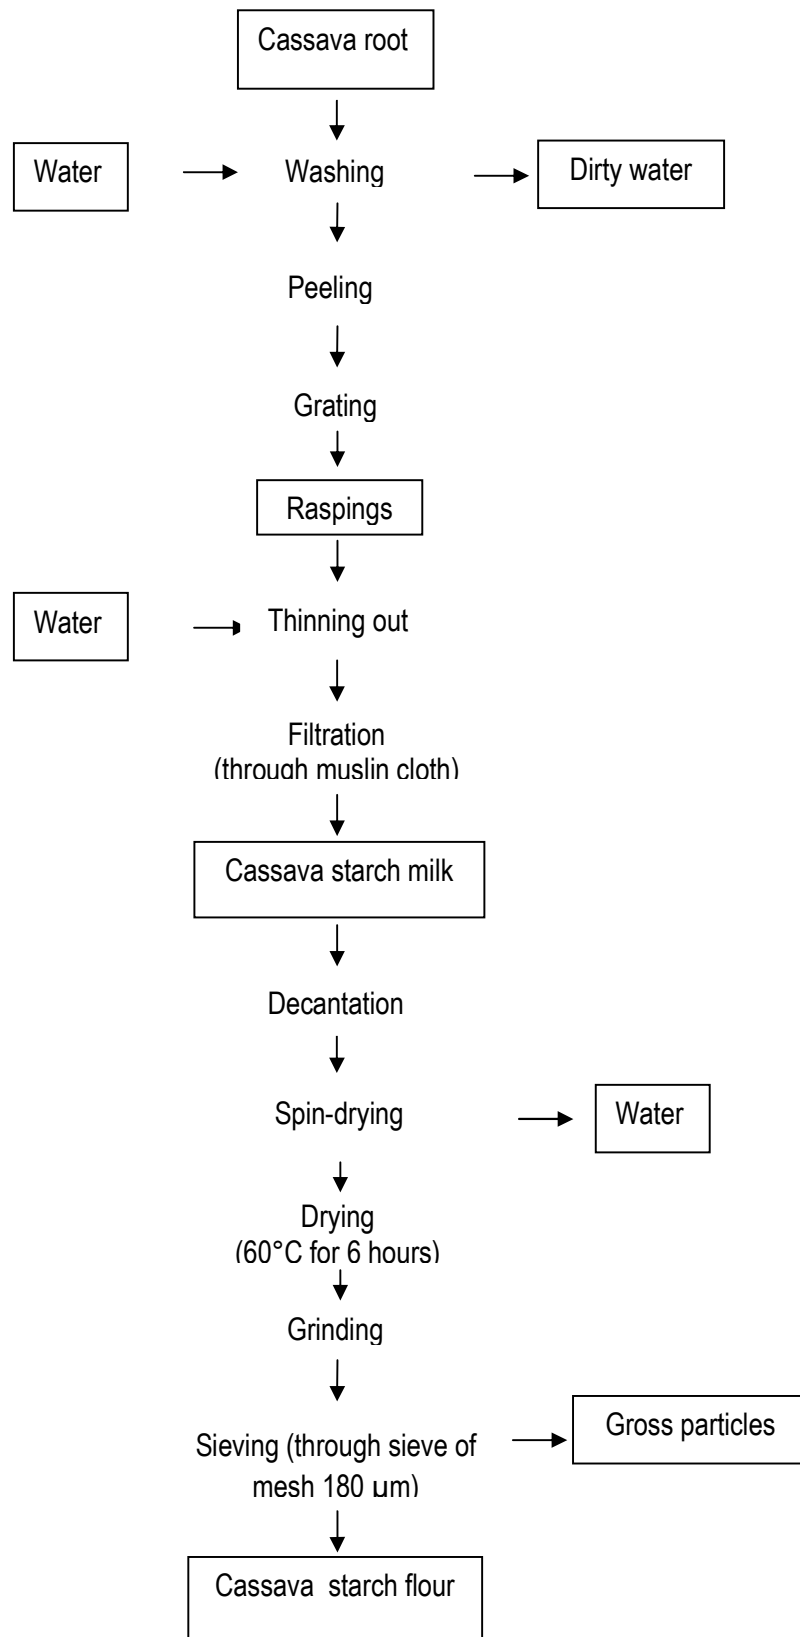 Cassava root
Water
Washing
Dirty water
Peeling
Grating
Raspings
Water
Thinning out
Filtration
(through muslin cloth)
Cassava starch milk
Decantation
Spin-drying
Water
Drying
(60°C for 6 hours)
Grinding
Sieving (through sieve of
mesh 180 µm)
Gross particles
Cassava starch flour